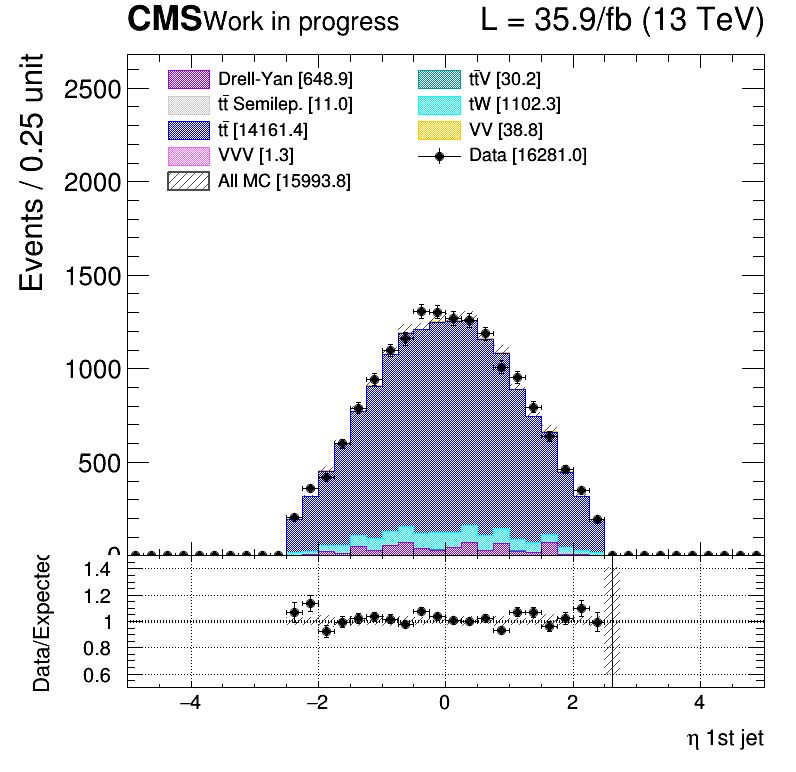 CMS Work in progress L = 35.9/fb (13 TeV)
Events / 0.25 unit
Drell-Yan [648.9]
tt̄ Semilep. [11.0]
tt̄ [14161.4]
VVV [1.3]
All MC [15993.8]
tt̄V [30.2]
tW [1102.3]
VV [38.8]
Data [16281.0]
2500
2000
1500
1000
500
0
Data/Expected
1.4
1.2
1
0.8
0.6
−4 −2 0 2 4
η 1st jet